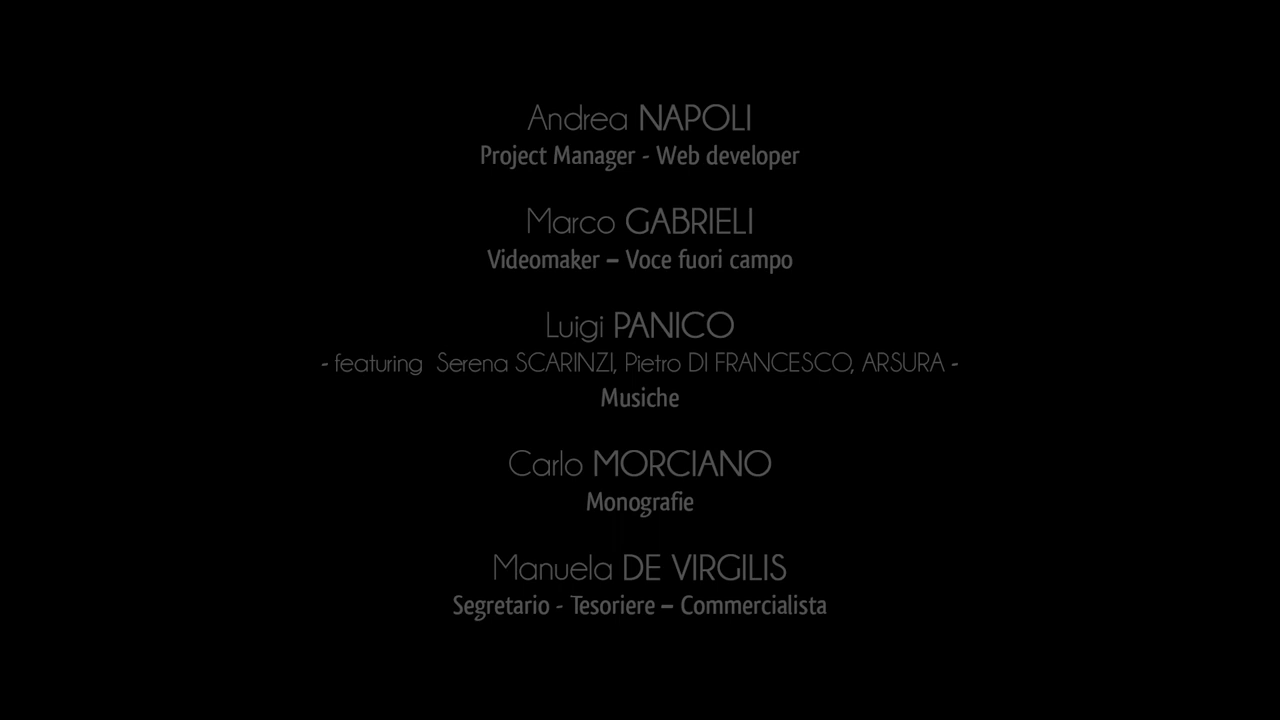 Andrea NAPOLI
Project Manager - Web developer
Marco GABRIELI
Videomaker – Voce fuori campo
Luigi PANICO
- featuring Serena SCARINZI, Pietro DI FRANCESCO, ARSURA -
Musiche
Carlo MORCIANO
Monografie
Manuela DE VIRGILIS
Segretario - Tesoriere – Commercialista